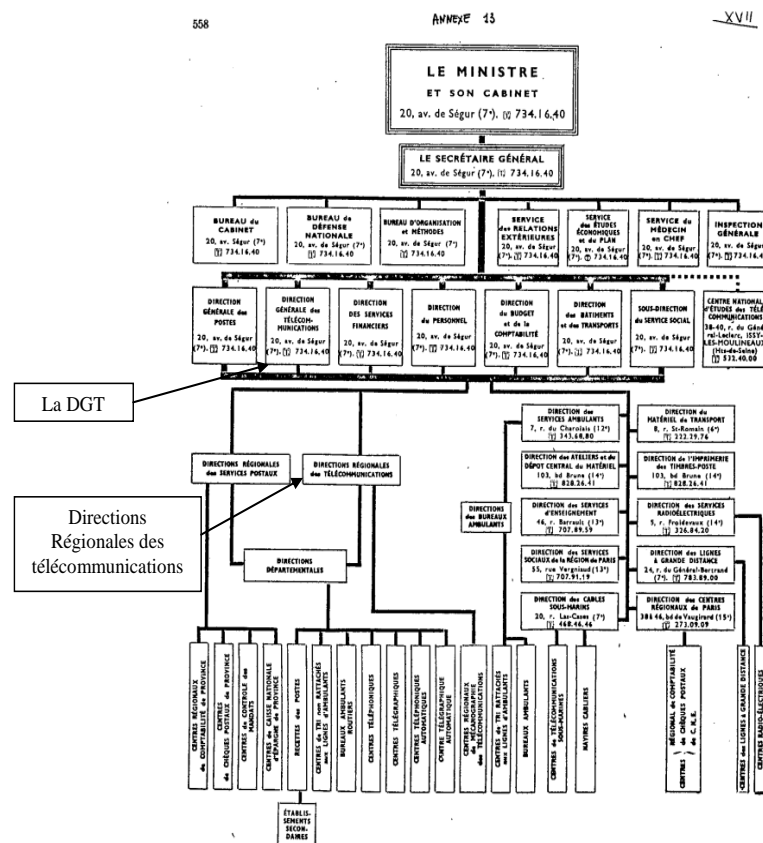 558
ANNEXE 13
XVII
LE MINISTRE
ET SON CABINET
20, av. de Ségur (7e). 734.16.40
LE SECRÉTAIRE GÉNÉRAL
20, av. de Ségur (7e). 734.16.40
BUREAU du
CABINET
20, av. Ségur (7e)
734.16.40
BUREAU de
DÉFENSE
NATIONALE
20, av. Ségur (7e)
734.16.40
BUREAU D'ORGANISATION
et MÉTHODES
20, av. Ségur (7e)
734.16.40
SERVICE
des RELATIONS
EXTÉRIEURES
20, av. de Ségur
(7e). 734.16.40
SERVICE
des ÉTUDES
ÉCONOMIQUES
et du PLAN
20, av. de Ségur
(7e). 734.16.40
SERVICE du
MÉDECIN
en CHEF
20, av. de Ségur
(7e). 734.16.40
INSPECTION
GÉNÉRALE
20, av. de Ségur
(7e). 734.16.4
DIRECTION
GÉNÉRALE des
POSTES
20, av. de Ségur
(7e). 734.16.40
DIRECTION
GÉNÉRALE des
TÉLÉCOM-
MUNICATIONS
20, av. de Ségur
(7e). 734.16.40
DIRECTION
DES SERVICES
FINANCIERS
20, av. de Ségur
(7e). 734.16.40
DIRECTION
du PERSONNEL
20, av. de Ségur
(7e). 734.16.40
DIRECTION
du BUDGET
et de la
COMPTABILITÉ
20, av. de Ségur
(7e). 734.16.40
DIRECTION
des BATIMENTS
et des TRANSPORTS
20, av. de Ségur
(7e). 734.16.40
SOUS-DIRECTION
du SERVICE SOCIAL
20, av. de Ségur
(7e). 734.16.40
CENTRE NATIONAL
d'ÉTUDES des TÉLÉ
COMMUNICATIONS
38-40, r. du Géné
ral-Leclerc, ISSY-
LES-MOULINEAUX
(Hts-de-Seine)
532.40.00
La DGT
DIRECTIONS RÉGIONALES
des SERVICES POSTAUX
DIRECTIONS RÉGIONALES
des TÉLÉCOMMUNICATIONS
Directions
Régionales des
télécommunications
DIRECTIONS
DÉPARTEMENTALES
DIRECTIONS
des BUREAUX
AMBULANTS
DIRECTION des
SERVICES AMBULANTS
7, r. du Charolais (12e)
343.68.80
DIRECTION du
MATÉRIEL de TRANSPORT
8, r. St-Romain (6e)
222.29.76
DIRECTION des ATELIERS et du
DÉPOT CENTRAL du MATÉRIEL
103, bd Brune (14e)
828.26.41
DIRECTION de l'IMPRIMERIE
des TIMBRES-POSTE
103, bd Brune (14e)
828.26.41
DIRECTION des SERVICES
D'ENSEIGNEMENT
46, r. Barrault (13e)
707.89.59
DIRECTION des SERVICES
RADIOÉLECTRIQUES
5, r. Froidevaux (14e)
326.84.20
DIRECTION des SERVICES
SOCIAUX de la RÉGION de PARIS
55, rue Vergniaud (13e)
707.91.19
DIRECTION des LIGNES
à GRANDE DISTANCE
24, r. du Général-Bertrand
(7e). 783.89.00
DIRECTION des CABLES
SOUS-MARINS
20, r. Las-Cases (7e)
468.46.46
DIRECTION des CENTRES
RÉGIONAUX de PARIS
bd de Vaugirard (15e)
273.09.09
CENTRES RÉGIONAUX
de COMPTABILITÉ de PROVINCE
CENTRES
de CHÈQUES POSTAUX de PROVINCE
CENTRES de CONTROLE des
MANDATS
CENTRES de CAISSE NATIONALE
d'ÉPARGNE de PROVINCE
RECETTES des POSTES
CENTRES de TRI non RATTACHÉS
aux LIGNES d'AMBULANTS
BUREAUX AMBULANTS
ROUTIERS
CENTRES TÉLÉPHONIQUES
CENTRES TÉLÉGRAPHIQUES
CENTRES TÉLÉPHONIQUES
AUTOMATIQUES
CENTRE TÉLÉGRAPHIQUE
AUTOMATIQUE
CENTRES RÉGIONAUX
de MÉCANOGRAPHIE
des TÉLÉCOMMUNICATIONS
CENTRES de TRI RATTACHÉS
aux LIGNES d'AMBULANTS
BUREAUX AMBULANTS
CENTRES de TÉLÉCOMMUNICATIONS
SOUS-MARINES
NAVIRES CABLIERS
CENTRES
RÉGIONAL de COMPTABILITÉ
de CHÈQUES POSTAUX
de C. N. E.
CENTRES des LIGNES à GRANDE DISTANCE
CENTRES RADIO-ÉLECTRIQUES
ÉTABLIS-
SEMENTS
SECON-
DAIRES